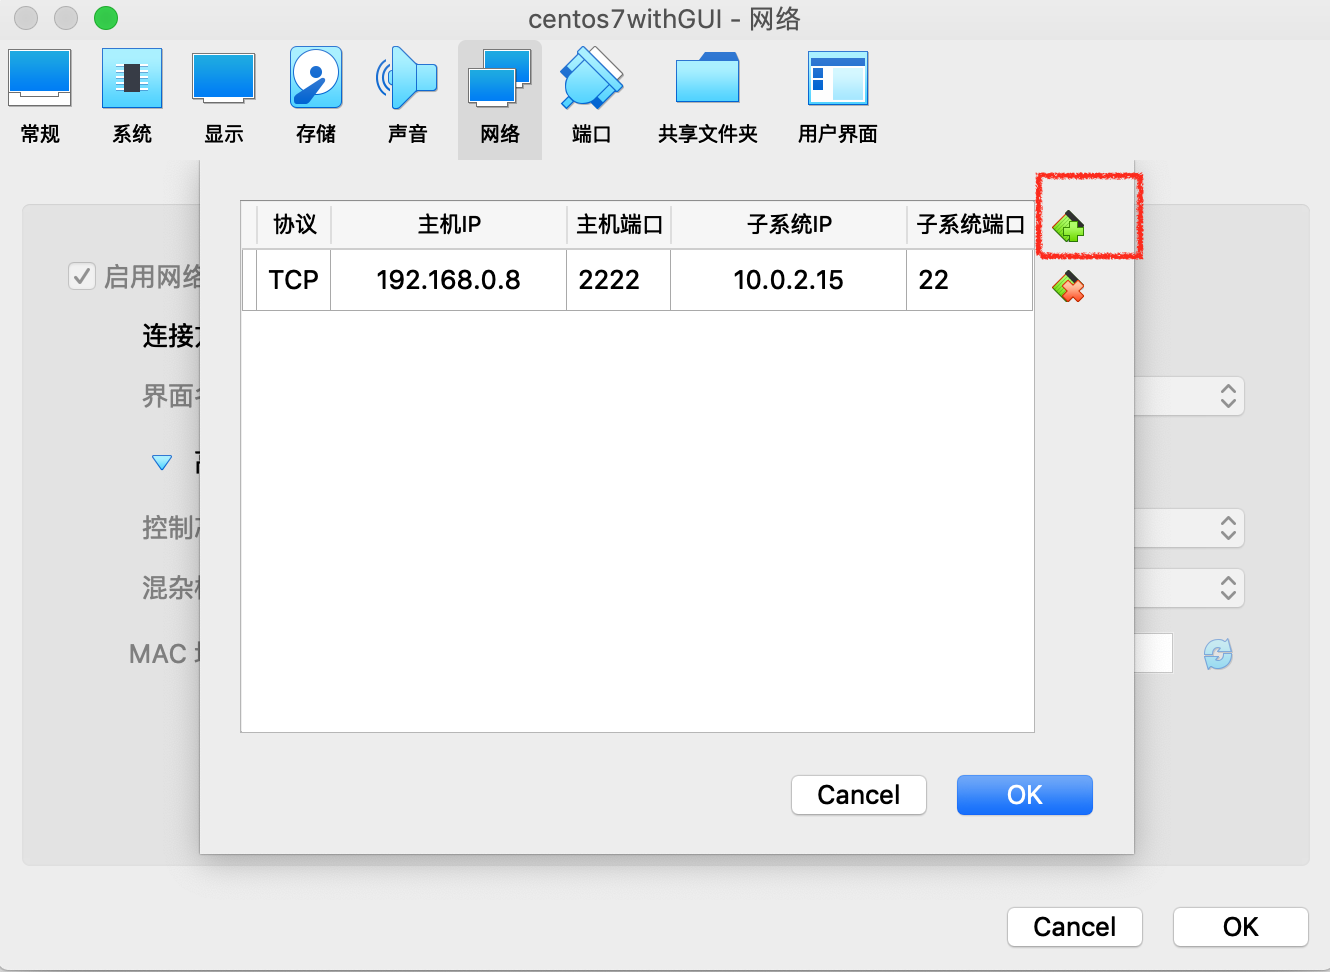 centos7withGUI - 网络
常规 系统 显示 存储 声音 网络 端口 共享文件夹 用户界面
协议 主机IP 主机端口 子系统IP 子系统端口
TCP 192.168.0.8 2222 10.0.2.15 22
启用网络
连接
界面
控制
混杂
MAC
Cancel OK
Cancel OK